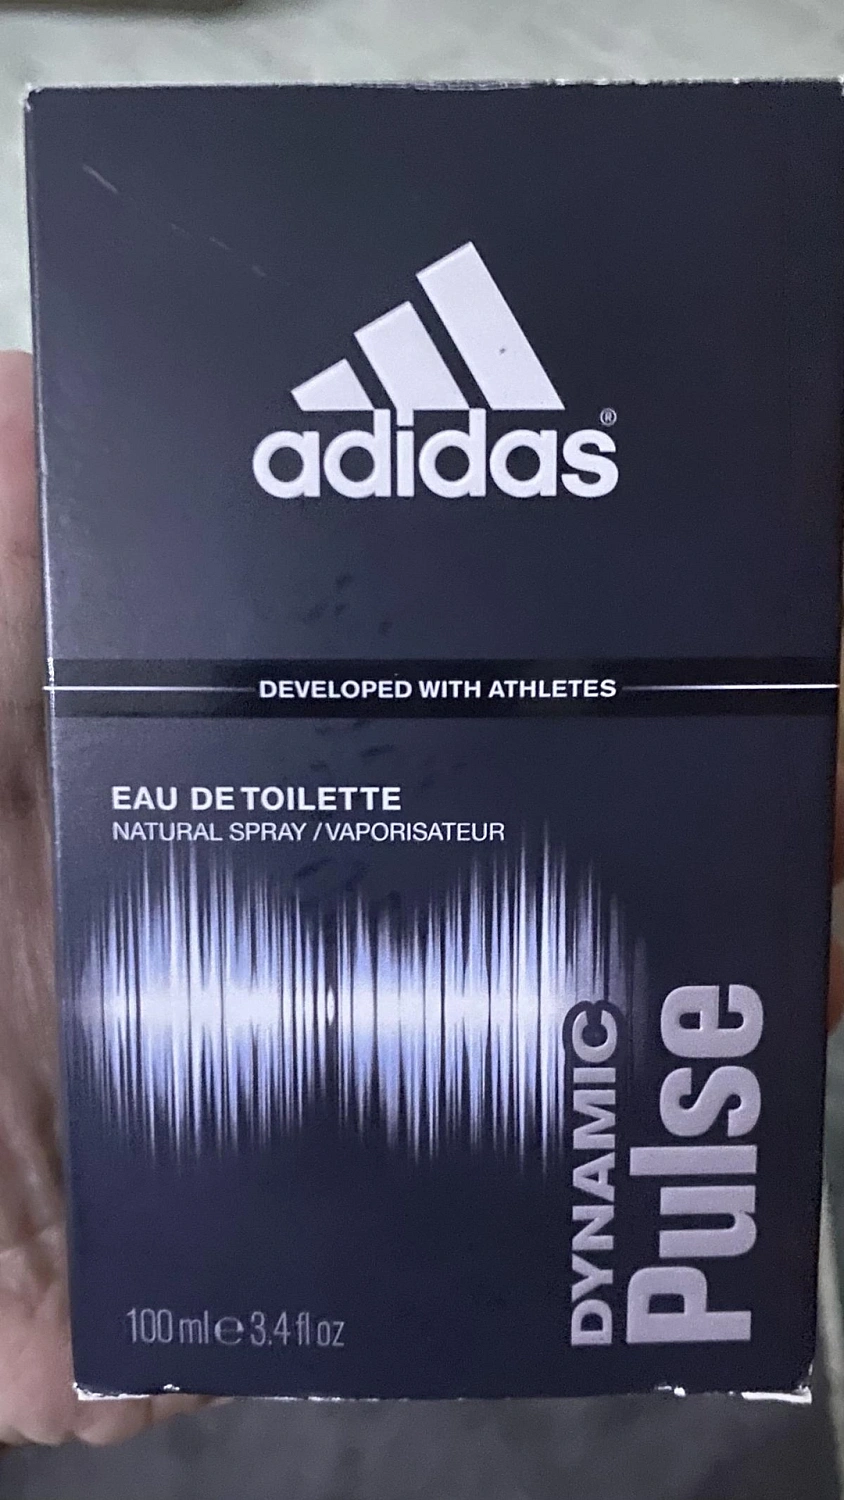 adidas®
DEVELOPED WITH ATHLETES
EAU DE TOILETTE
NATURAL SPRAY / VAPORISATEUR
DYNAMIC
Pulse
100 ml e 3.4 fl oz